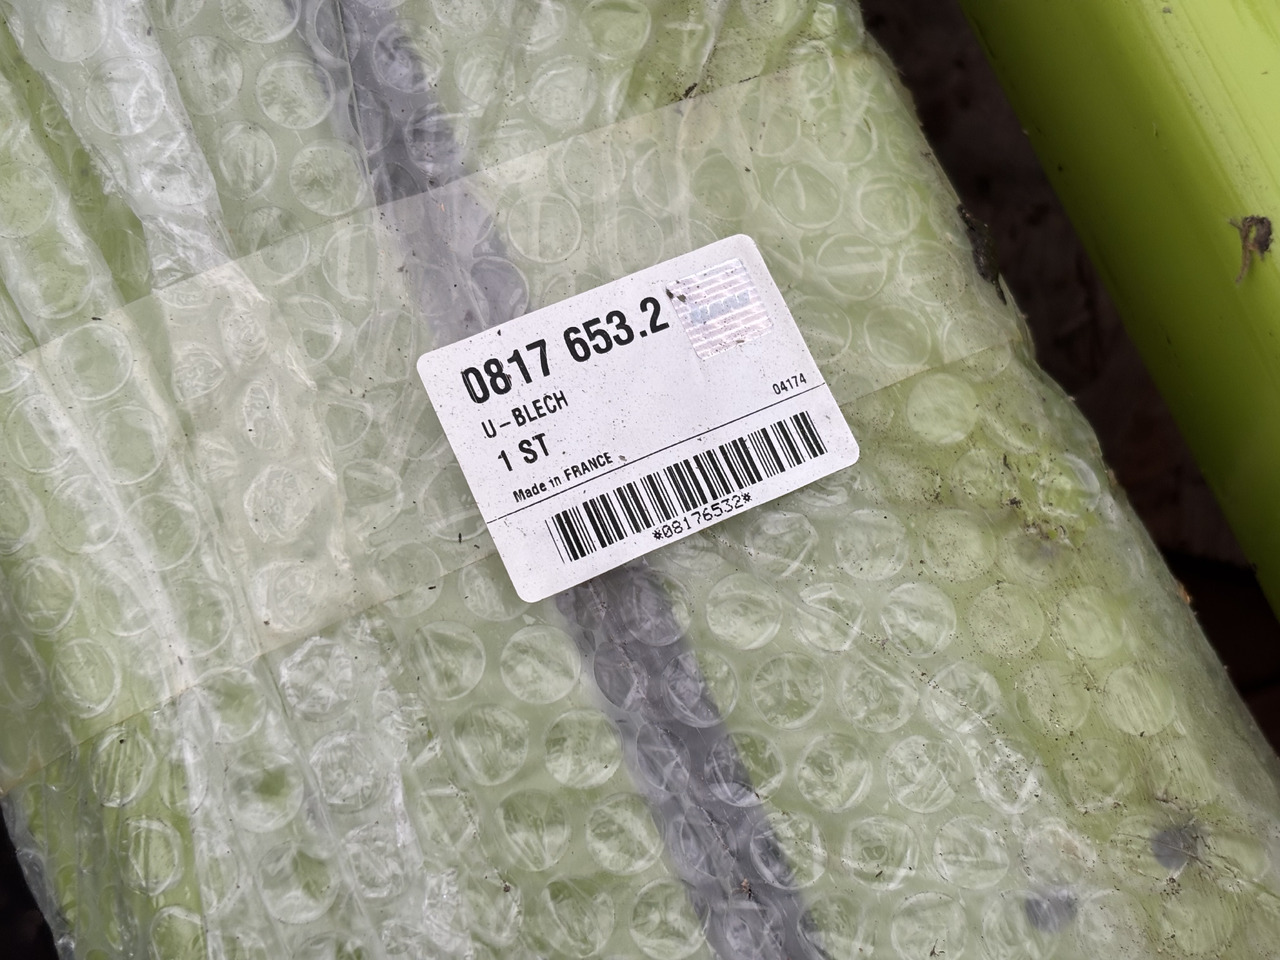 0817 653.2
U-BLECH
1 ST
04174
Made in FRANCE
*08176532*